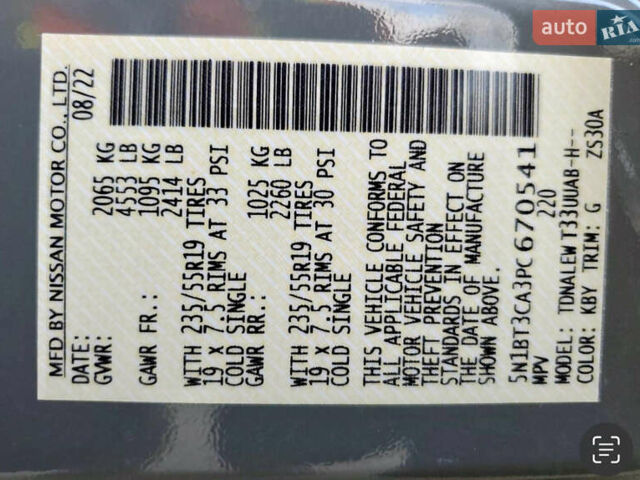 auto RIA
MFD BY NISSAN MOTOR CO., LTD.
DATE: 08/22
GVWR: 2065 KG
4553 LB
GAWR FR.: 1095 KG
2414 LB
WITH 235/55R19 TIRES
19 x 7.5 RIMS AT 33 PSI
COLD SINGLE
GAWR RR.: 1025 KG
2260 LB
WITH 235/55R19 TIRES
19 x 7.5 RIMS AT 30 PSI
COLD SINGLE
THIS VEHICLE CONFORMS TO
ALL APPLICABLE FEDERAL
MOTOR VEHICLE SAFETY AND
THEFT PREVENTION
STANDARDS IN EFFECT ON
THE DATE OF MANUFACTURE
SHOWN ABOVE.
5N1BT3CA3PC670541
MPV 220
MODEL: TDNALEW T33UUAB-H--
COLOR: KBY TRIM: G ZS30A